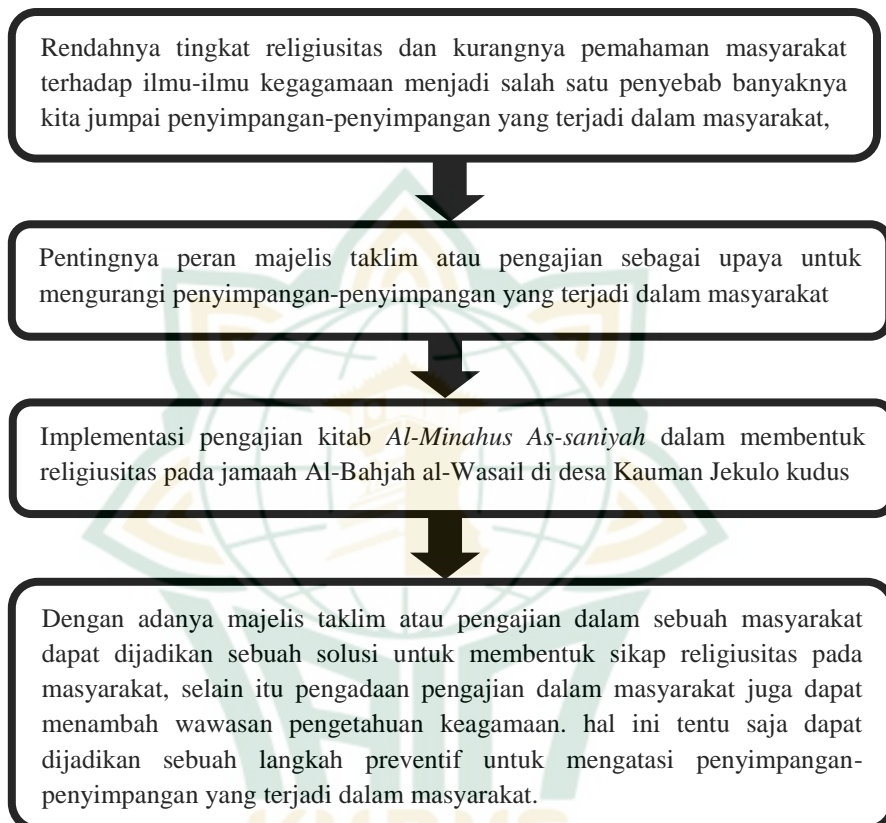 Rendahnya tingkat religiusitas dan kurangnya pemahaman masyarakat
terhadap ilmu-ilmu kegagamaan menjadi salah satu penyebab banyaknya
kita jumpai penyimpangan-penyimpangan yang terjadi dalam masyarakat,
Pentingnya peran majelis taklim atau pengajian sebagai upaya untuk
mengurangi penyimpangan-penyimpangan yang terjadi dalam masyarakat
Implementasi pengajian kitab Al-Minahus As-saniyah dalam membentuk
religiusitas pada jamaah Al-Bahjah al-Wasail di desa Kauman Jekulo kudus
Dengan adanya majelis taklim atau pengajian dalam sebuah masyarakat
dapat dijadikan sebuah solusi untuk membentuk sikap religiusitas pada
masyarakat, selain itu pengadaan pengajian dalam masyarakat juga dapat
menambah wawasan pengetahuan keagamaan. hal ini tentu saja dapat
dijadikan sebuah langkah preventif untuk mengatasi penyimpangan-
penyimpangan yang terjadi dalam masyarakat.